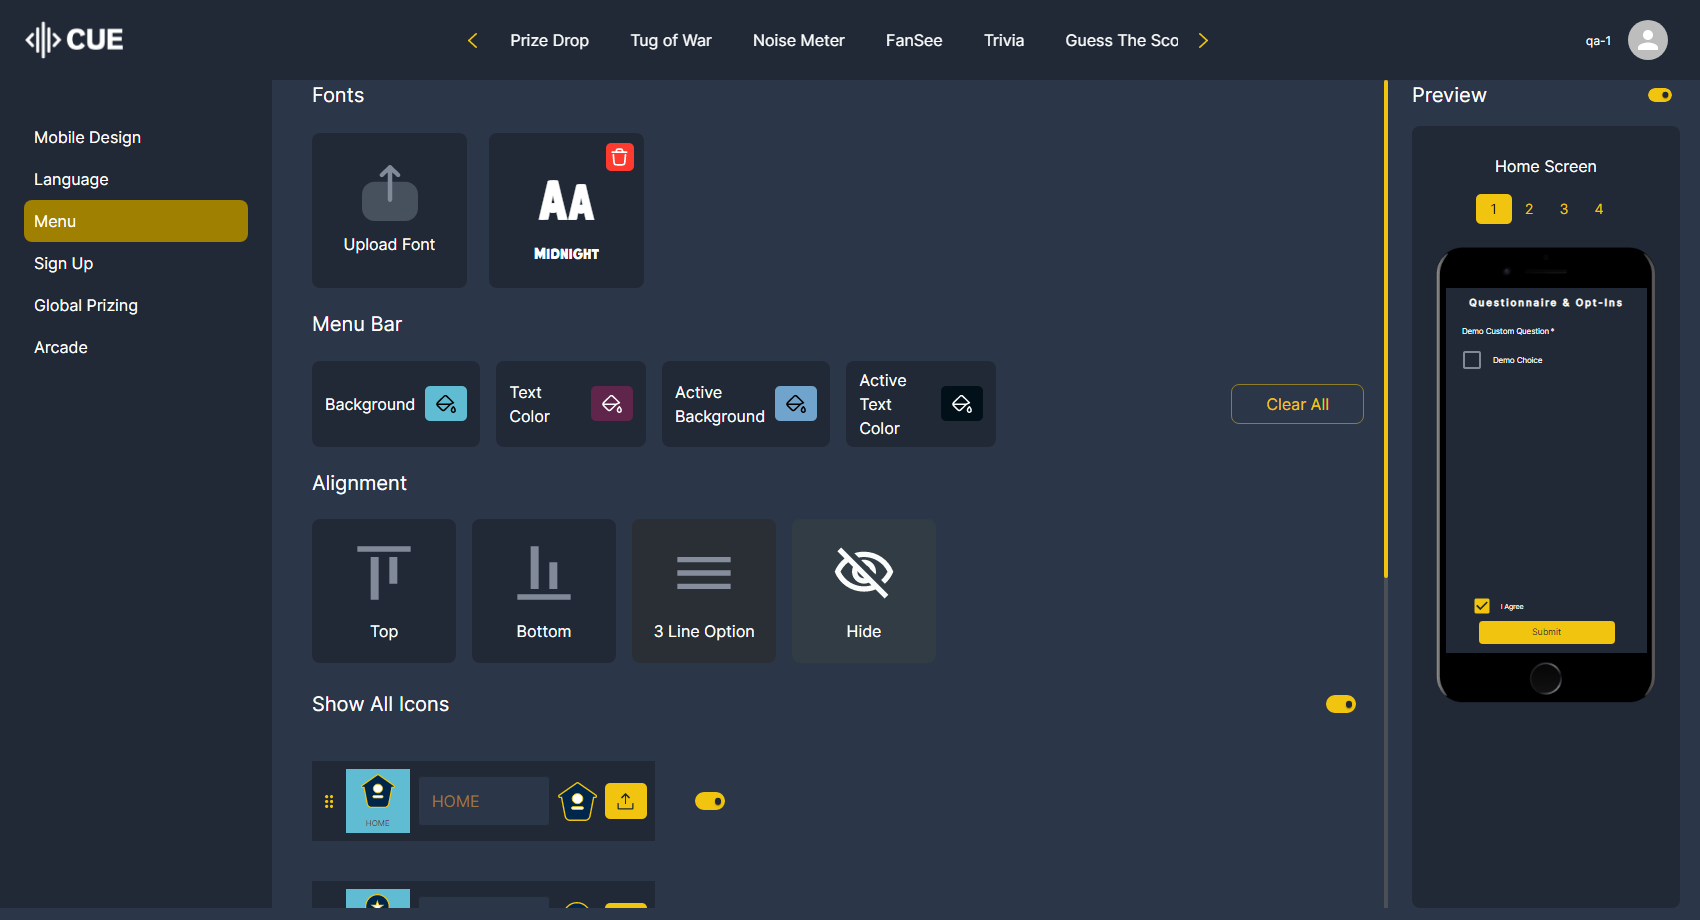 CUE
Prize Drop
Tug of War
Noise Meter
FanSee
Trivia
Guess The Sco
qa-1
Mobile Design
Language
Menu
Sign Up
Global Prizing
Arcade
Fonts
Upload Font
AA
MIDNIGHT
Menu Bar
Background
Text
Color
Active
Background
Active
Text
Color
Clear All
Alignment
Top
Bottom
3 Line Option
Hide
Show All Icons
HOME
HOME
Preview
Home Screen
1 2 3 4
Questionnaire & Opt-Ins
Demo Custom Question*
Demo Choice
I Agree
Submit